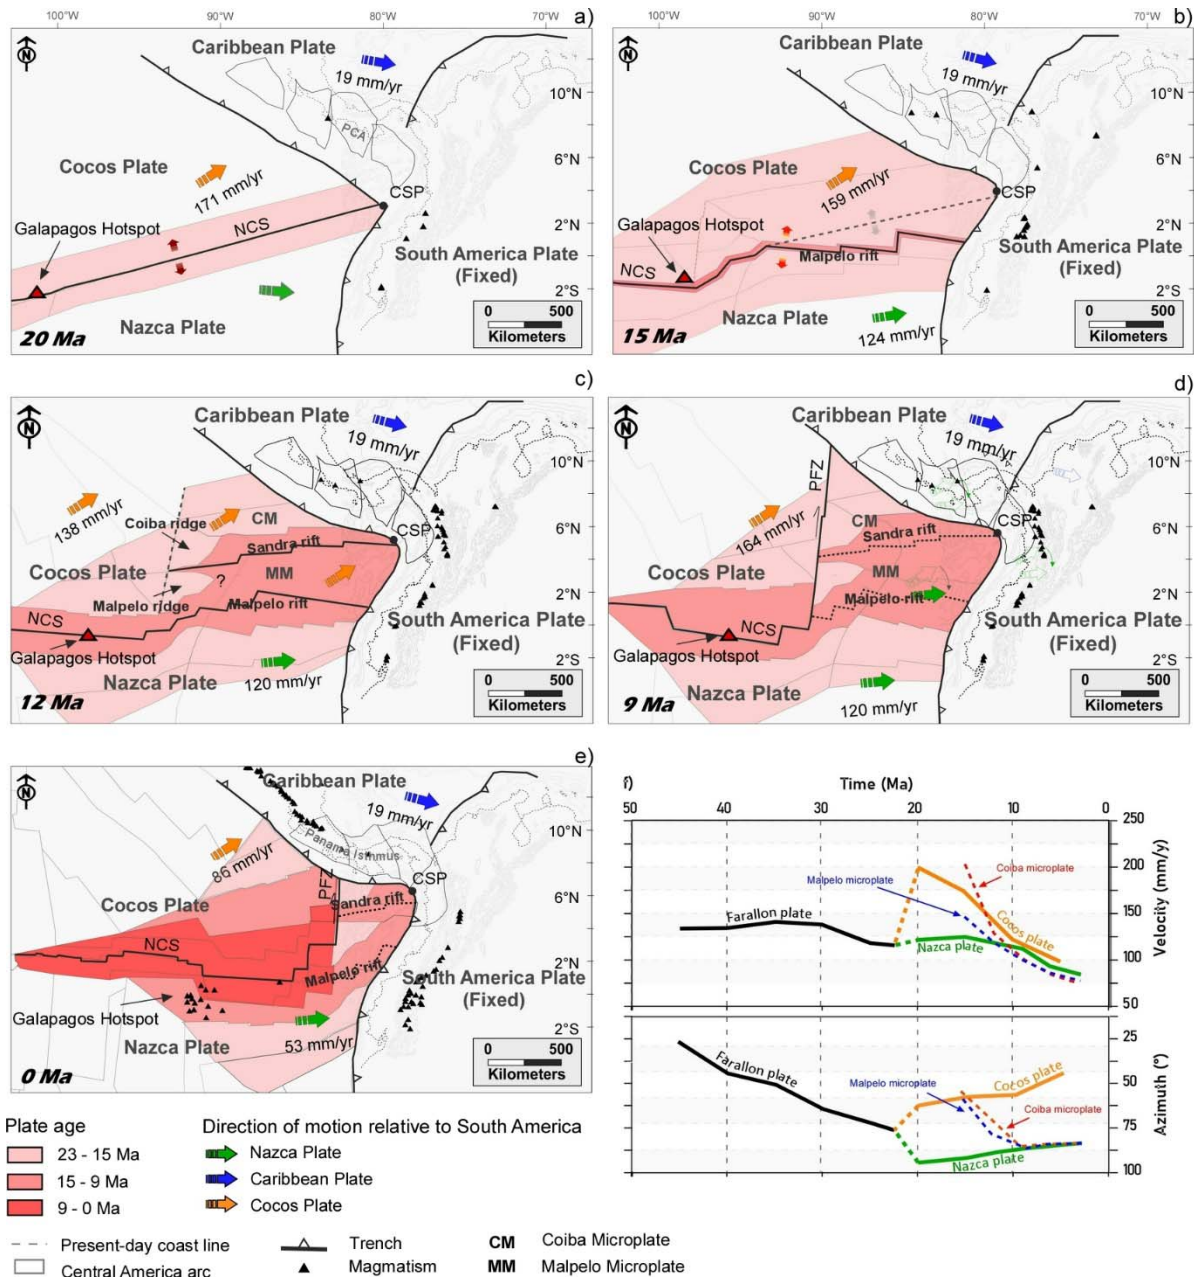 a)
100°W 90°W 80°W 70°W
N
Caribbean Plate
19 mm/yr
10°N
PCA
Cocos Plate
6°N
171 mm/yr
CSP
Galapagos Hotspot
NCS
2°N
South America Plate
(Fixed)
2°S
Nazca Plate
0 500
Kilometers
20 Ma
b)
100°W 90°W 80°W 70°W
N
Caribbean Plate
19 mm/yr
10°N
Cocos Plate
6°N
159 mm/yr
CSP
Galapagos Hotspot
2°N
Malpelo rift
South America Plate
(Fixed)
NCS
2°S
Nazca Plate
124 mm/yr
0 500
Kilometers
15 Ma
c)
N
Caribbean Plate
19 mm/yr
10°N
138 mm/yr
CM
Coiba ridge
CSP
6°N
Sandra rift
Cocos Plate
?
MM
Malpelo ridge
Malpelo rift
2°N
NCS
South America Plate
(Fixed)
Galapagos Hotspot
2°S
Nazca Plate
120 mm/yr
0 500
Kilometers
12 Ma
d)
N
Caribbean Plate
19 mm/yr
10°N
PFZ
164 mm/yr
CM
CSP
6°N
Sandra rift
Cocos Plate
MM
Malpelo rift
2°N
NCS
South America Plate
(Fixed)
Galapagos Hotspot
2°S
Nazca Plate
120 mm/yr
0 500
Kilometers
9 Ma
e)
N
Caribbean Plate
19 mm/yr
10°N
Panama Isthmus
86 mm/yr
PFZ
CSP
6°N
Sandra rift
Cocos Plate
NCS
Malpelo rift
2°N
South America Plate
(Fixed)
Galapagos Hotspot
2°S
Nazca Plate
53 mm/yr
0 500
Kilometers
0 Ma
f)
Time (Ma)
50 40 30 20 10 0
250
200
150
100
50
Velocity (mm/y)
Coiba microplate
Malpelo microplate
Farallon plate
Cocos plate
Nazca plate
25
50
75
100
Azimuth (°)
Farallon plate
Cocos plate
Malpelo microplate
Coiba microplate
Nazca plate
Plate age
23 - 15 Ma
15 - 9 Ma
9 - 0 Ma
Direction of motion relative to South America
Nazca Plate
Caribbean Plate
Cocos Plate
Present-day coast line
Central America arc
Trench
Magmatism
CM Coiba Microplate
MM Malpelo Microplate